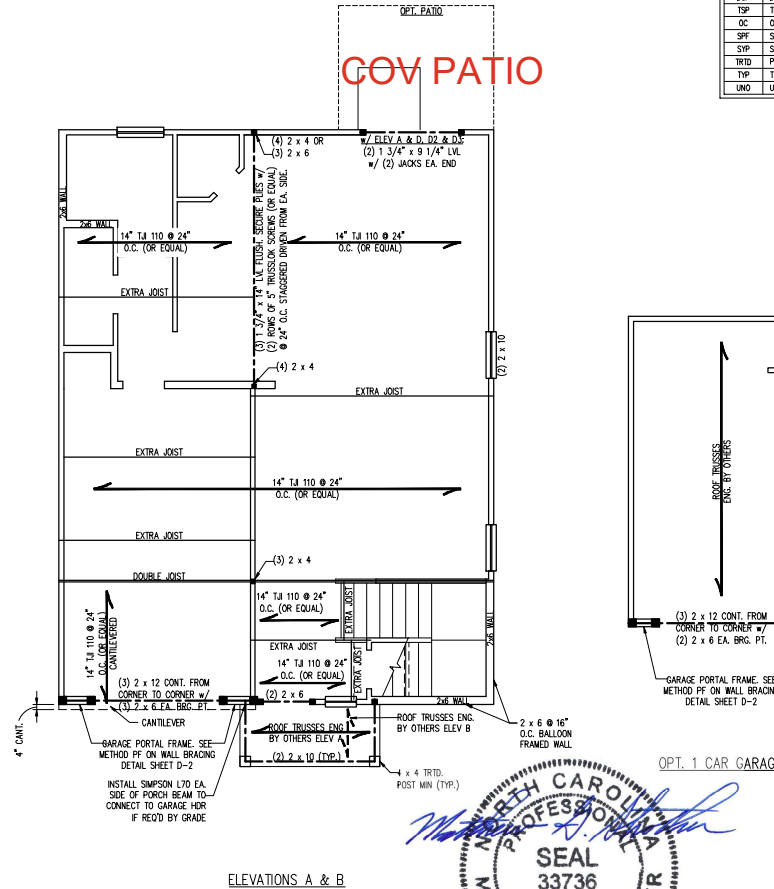 OPT. PATIO
COV PATIO
TSP
OC
SPF
SYP
TRTD
TYP
UNO
(4) 2 x 4 OR
(3) 2 x 6
w/ ELEV A & D, D2 & D3:
(2) 1 3/4" x 9 1/4" LVL
w/ (2) JACKS EA. END
2x6 WALL
2x6 WALL
14" TJI 110 @ 24"
O.C. (OR EQUAL)
(3) 1 3/4" x 14" LVL FLUSH. SECURE PLIES w/
(2) ROWS OF 5" TRUSSLOK SCREWS (OR EQUAL)
@ 24" O.C. STAGGERED DRIVEN FROM EA. SIDE.
14" TJI 110 @ 24"
O.C. (OR EQUAL)
EXTRA JOIST
(2) 2 x 10
(4) 2 x 4
EXTRA JOIST
EXTRA JOIST
14" TJI 110 @ 24"
O.C. (OR EQUAL)
EXTRA JOIST
DOUBLE JOIST
(3) 2 x 4
14" TJI 110 @ 24"
O.C. (OR EQUAL)
CANTILEVERED
14" TJI 110 @ 24"
O.C. (OR EQUAL)
EXTRA JOIST
EXTRA JOIST
14" TJI 110 @ 24"
O.C. (OR EQUAL)
EXTRA JOIST
2x6 WALL
(3) 2 x 12 CONT. FROM
CORNER TO CORNER w/
(3) 2 x 6 EA. BRG. PT.
(2) 2 x 6
2x6 WALL
CANTILEVER
4" CANT.
GARAGE PORTAL FRAME. SEE
METHOD PF ON WALL BRACING
DETAIL SHEET D-2
INSTALL SIMPSON L70 EA.
SIDE OF PORCH BEAM TO
CONNECT TO GARAGE HDR
IF REQ'D BY GRADE
ROOF TRUSSES ENG.
BY OTHERS ELEV A
(2) 2 x 10 (TYP.)
ROOF TRUSSES ENG.
BY OTHERS ELEV B
2 x 6 @ 16"
O.C. BALLOON
FRAMED WALL
4 x 4 TRTD.
POST MIN (TYP.)
ELEVATIONS A & B
ROOF TRUSSES
ENG. BY OTHERS
(3) 2 x 12 CONT. FROM
CORNER TO CORNER w/
(2) 2 x 6 EA. BRG. PT.
GARAGE PORTAL FRAME. SEE
METHOD PF ON WALL BRACIN
DETAIL SHEET D-2
OPT. 1 CAR GARAG
NORTH CAROLINA
PROFESSIONAL
SEAL
33736